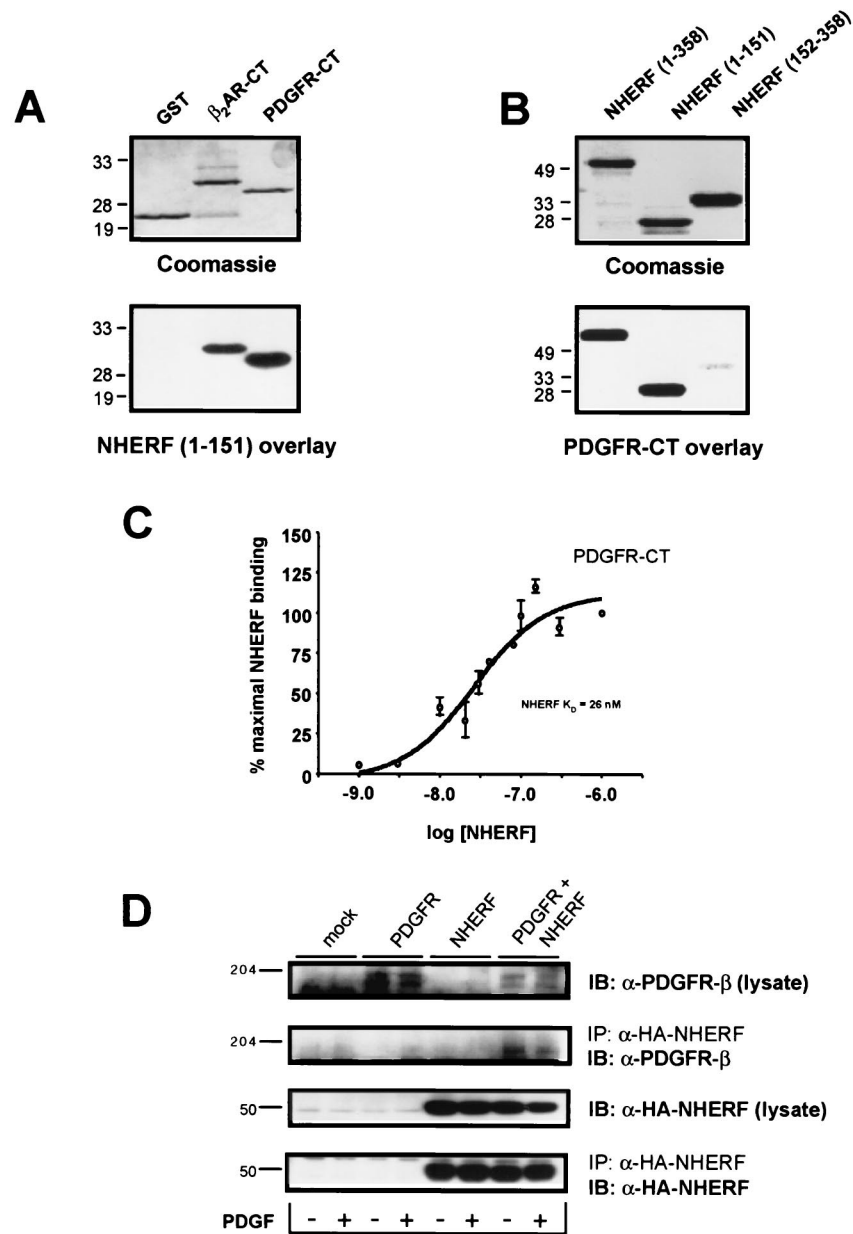 A
GST
β₂AR-CT
PDGFR-CT
33
28
19
Coomassie
33
28
19
NHERF (1-151) overlay
B
NHERF (1-358)
NHERF (1-151)
NHERF (152-358)
49
33
28
Coomassie
49
33
28
PDGFR-CT overlay
C
% maximal NHERF binding
150
125
100
75
50
25
0
PDGFR-CT
NHERF K_D = 26 nM
-9.0 -8.0 -7.0 -6.0
log [NHERF]
D
mock
PDGFR
NHERF
PDGFR +
NHERF
204
IB: α-PDGFR-β (lysate)
204
IP: α-HA-NHERF
IB: α-PDGFR-β
50
IB: α-HA-NHERF (lysate)
50
IP: α-HA-NHERF
IB: α-HA-NHERF
PDGF - + - + - + - +